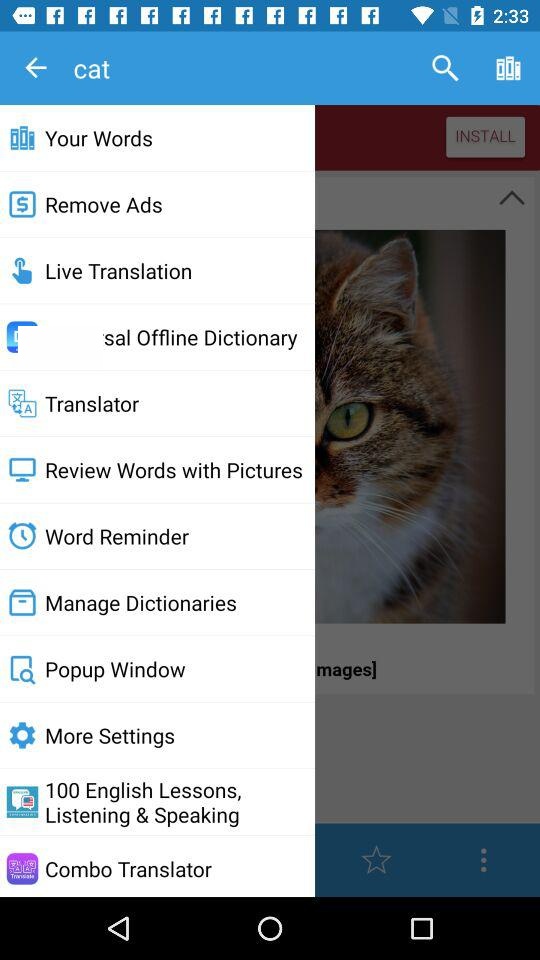 2:33
cat
INSTALL
Your Words
Remove Ads
Live Translation
Offline Dictionary
Translator
Review Words with Pictures
Word Reminder
Manage Dictionaries
Popup Window
mages]
More Settings
100 English Lessons,
Listening & Speaking
Combo Translator